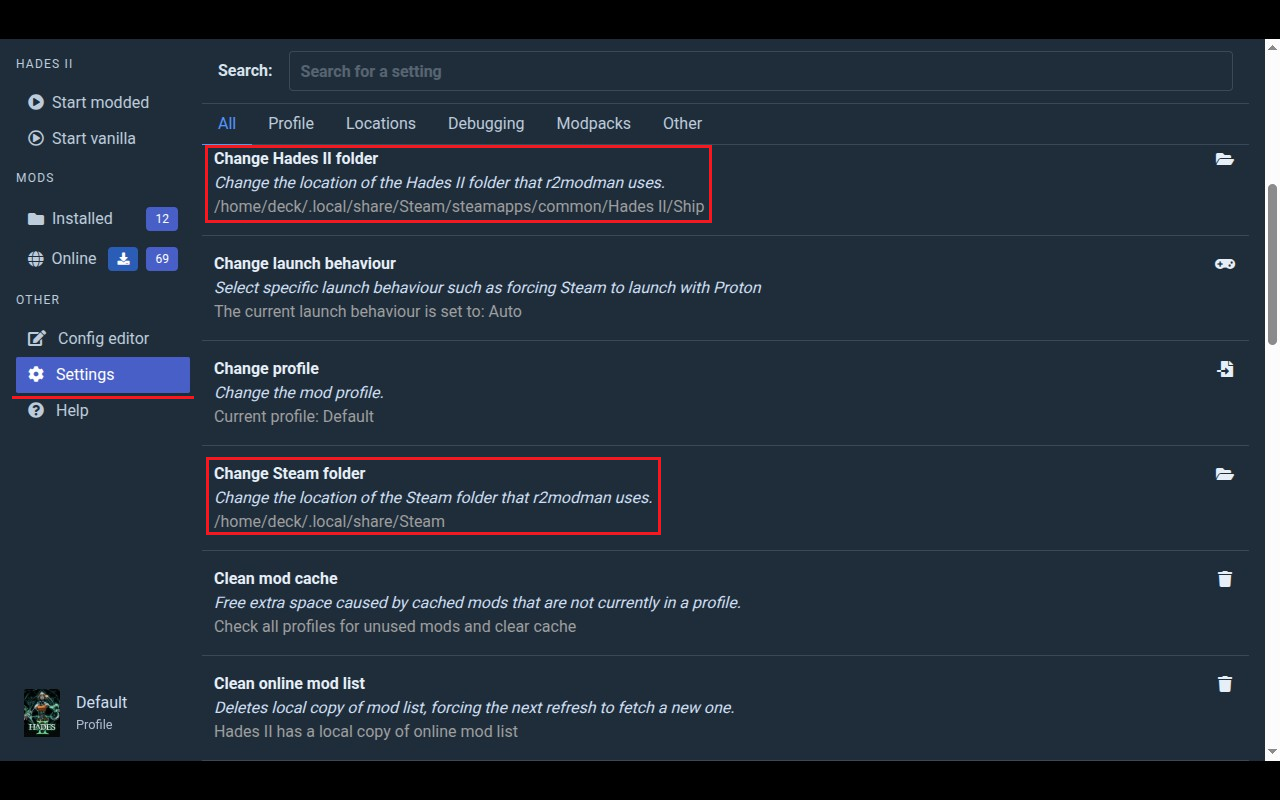 HADES II
Start modded
Start vanilla
MODS
Installed 12
Online 69
OTHER
Config editor
Settings
Help
Default
Profile
Search: Search for a setting
All Profile Locations Debugging Modpacks Other
Change Hades II folder
Change the location of the Hades II folder that r2modman uses.
/home/deck/.local/share/Steam/steamapps/common/Hades II/Ship
Change launch behaviour
Select specific launch behaviour such as forcing Steam to launch with Proton
The current launch behaviour is set to: Auto
Change profile
Change the mod profile.
Current profile: Default
Change Steam folder
Change the location of the Steam folder that r2modman uses.
/home/deck/.local/share/Steam
Clean mod cache
Free extra space caused by cached mods that are not currently in a profile.
Check all profiles for unused mods and clear cache
Clean online mod list
Deletes local copy of mod list, forcing the next refresh to fetch a new one.
Hades II has a local copy of online mod list
HADES
II